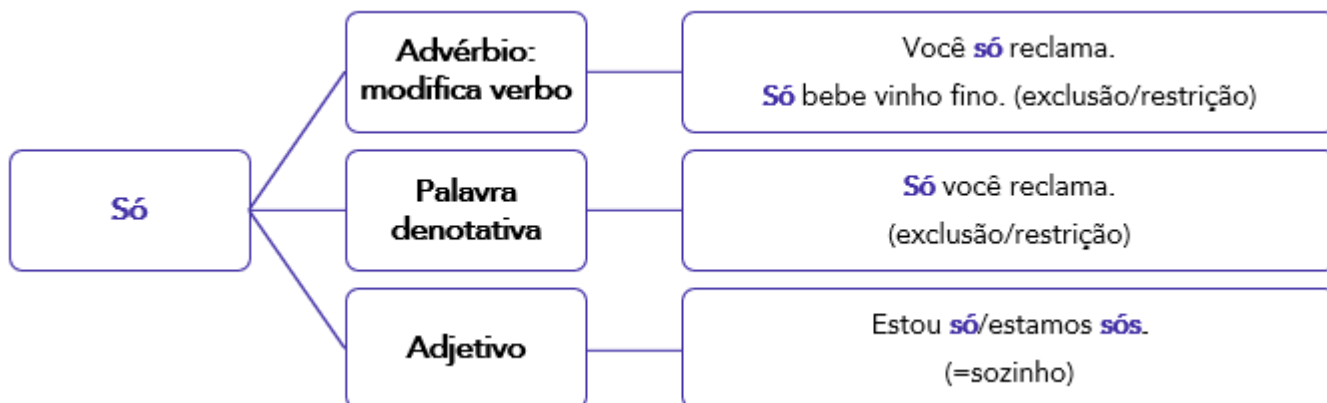 Só
Advérbio:
modifica verbo
Você só reclama.
Só bebe vinho fino. (exclusão/restrição)
Palavra
denotativa
Só você reclama.
(exclusão/restrição)
Adjetivo
Estou só/estamos sós.
(=sozinho)